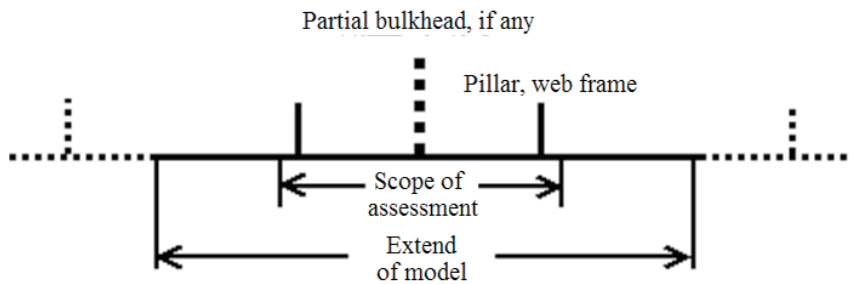 Partial bulkhead, if any
Pillar, web frame
Scope of
assessment
Extend
of model